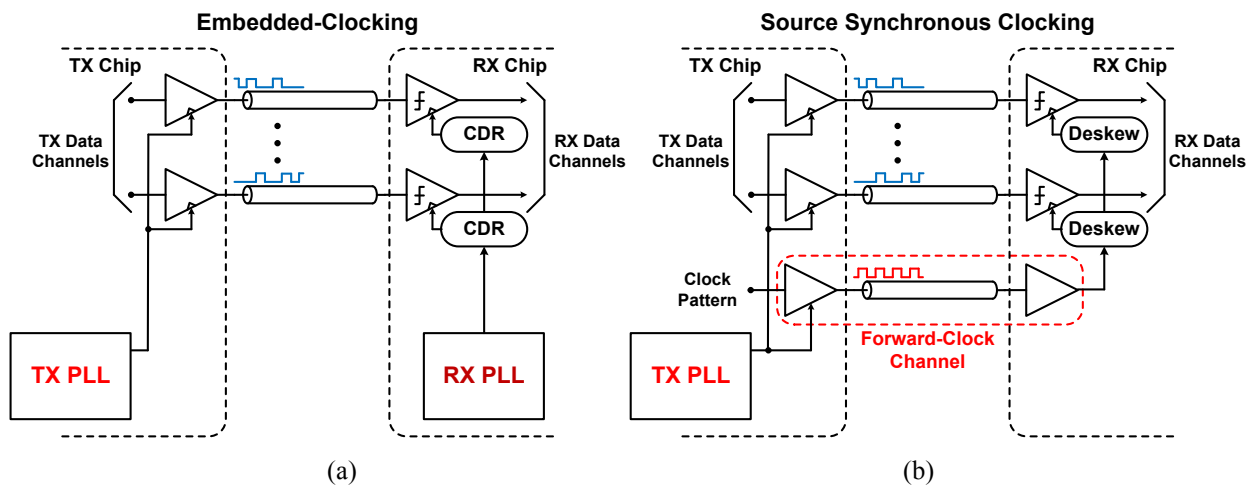 Embedded-Clocking
TX Chip
RX Chip
TX Data
Channels
CDR
RX Data
Channels
CDR
TX PLL
RX PLL
(a)
Source Synchronous Clocking
TX Chip
RX Chip
TX Data
Channels
Deskew
RX Data
Channels
Deskew
Clock
Pattern
Forward-Clock
Channel
TX PLL
(b)